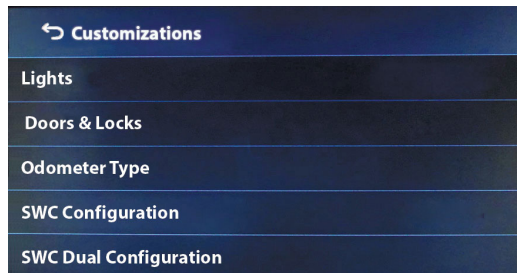 Customizations
Lights
Doors & Locks
Odometer Type
SWC Configuration
SWC Dual Configuration